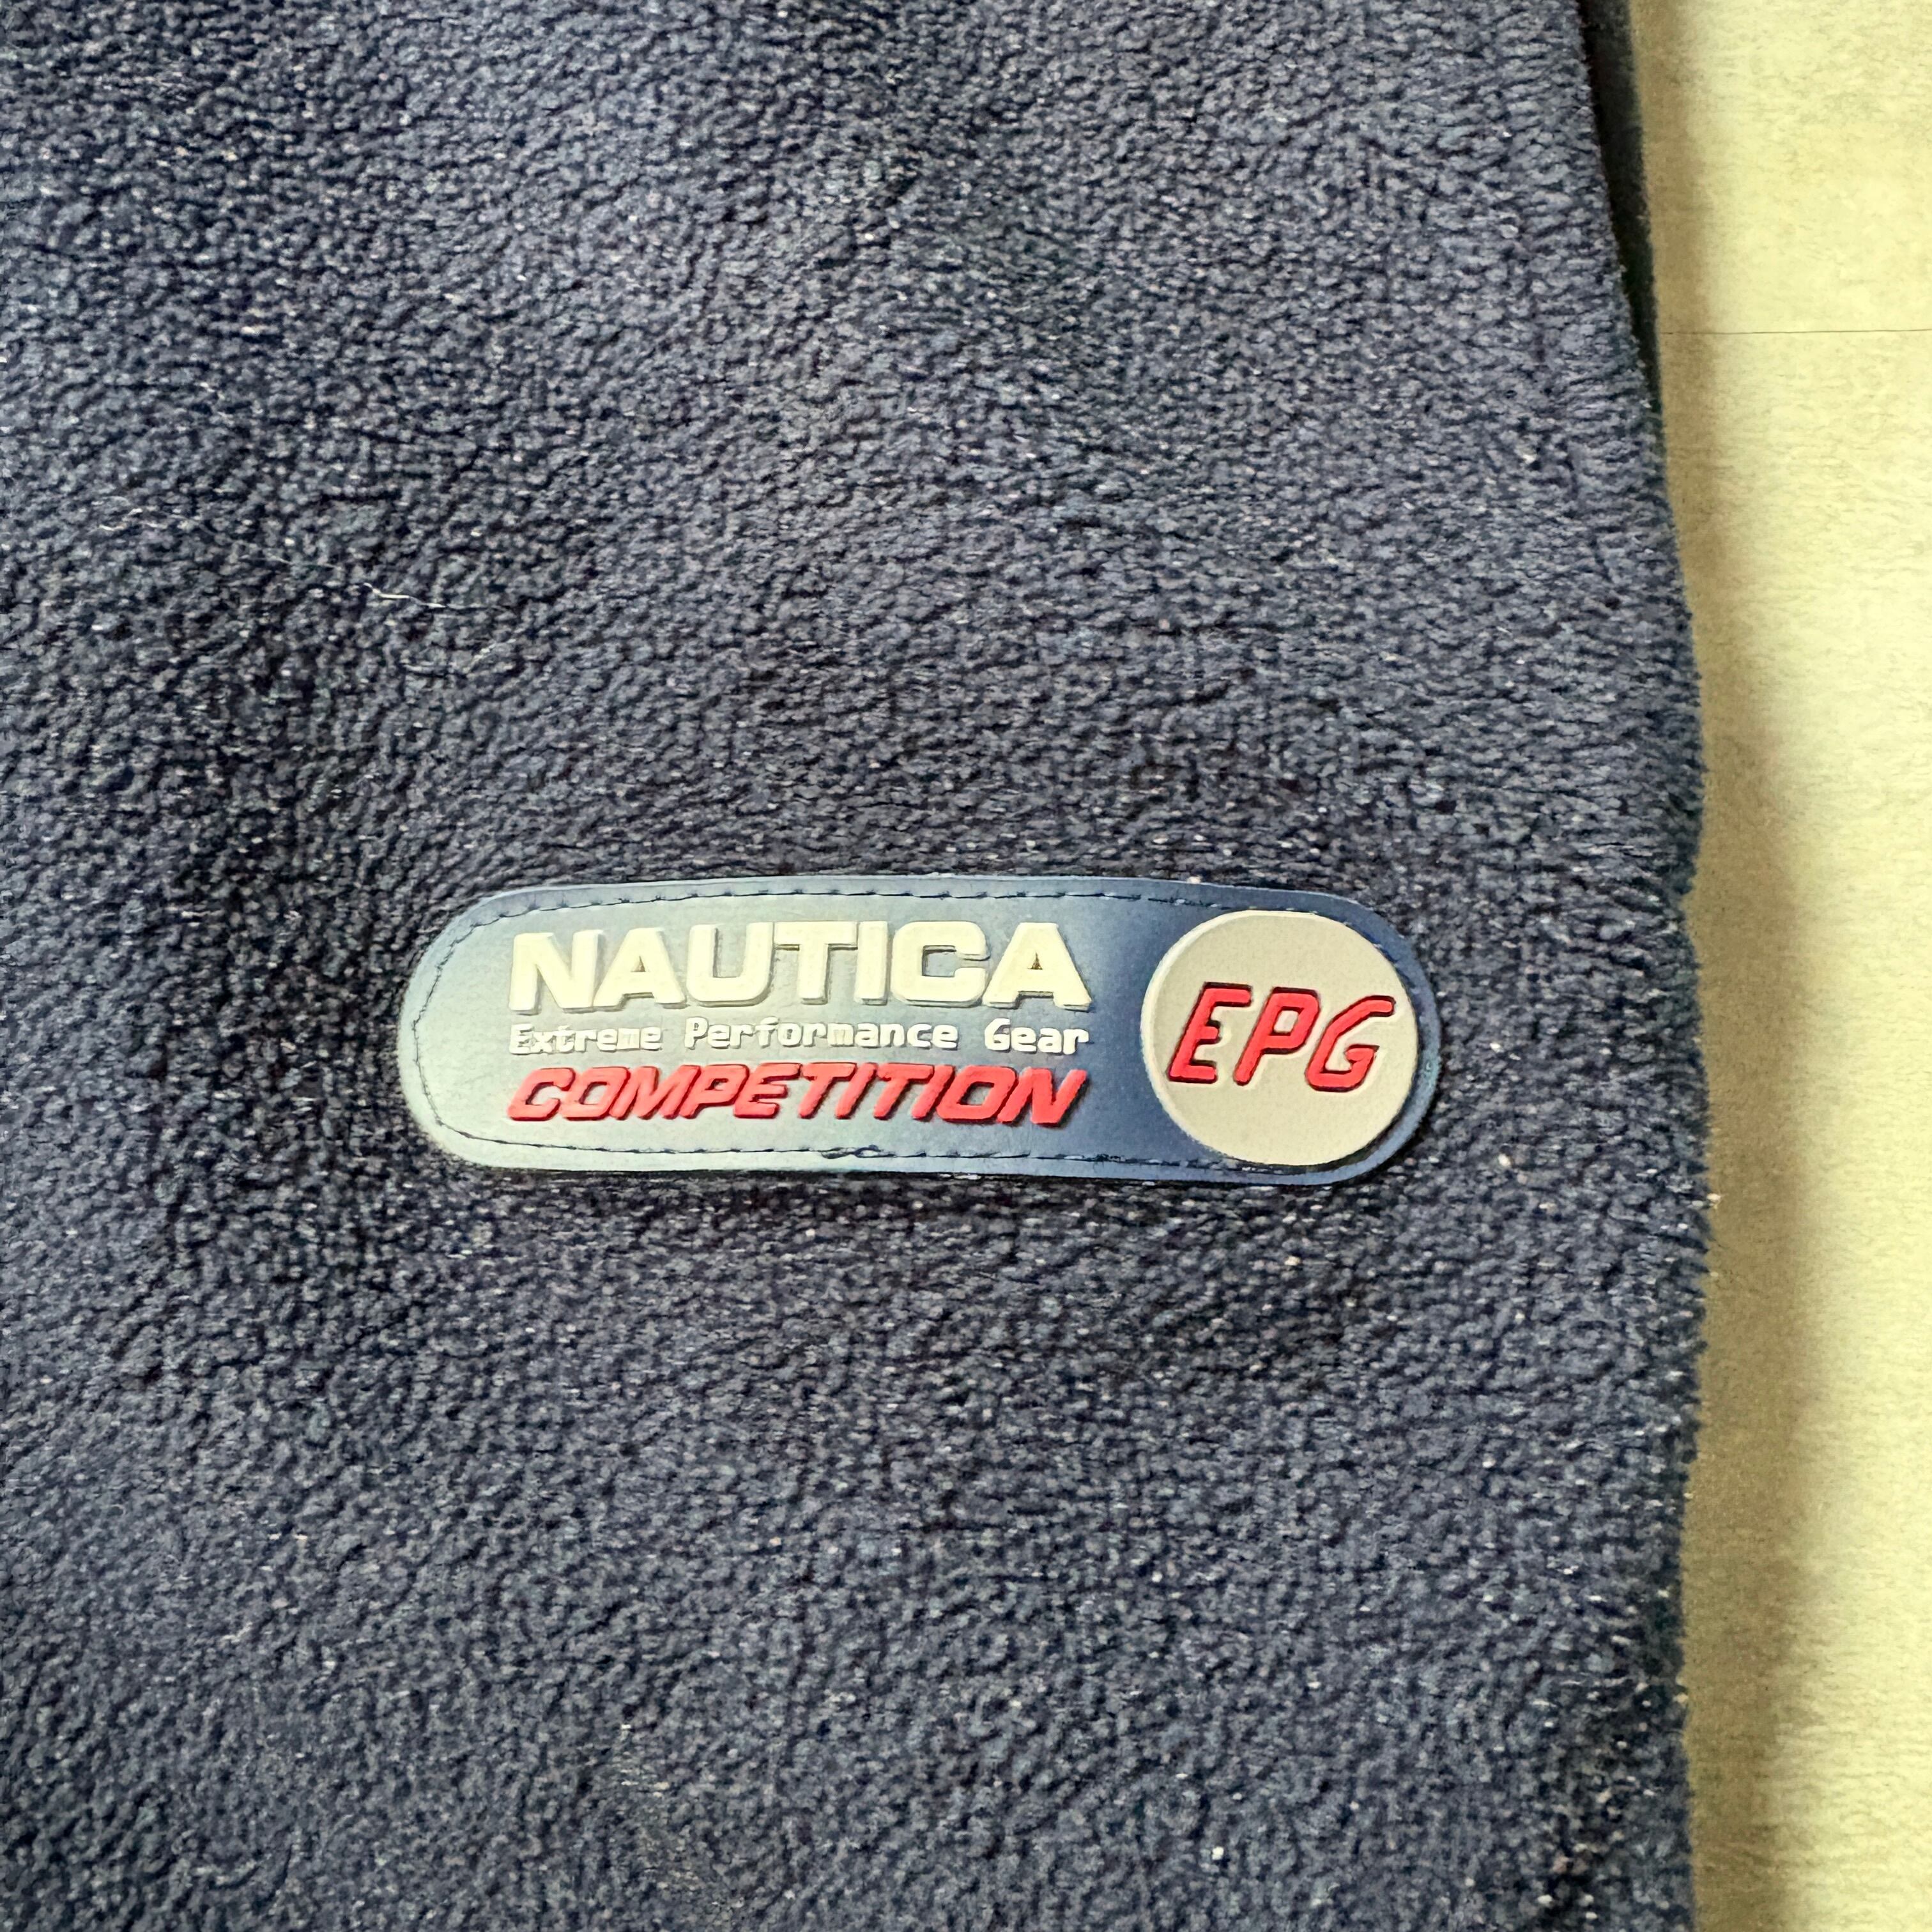 NAUTICA
Extreme Performance Gear
COMPETITION
EPG